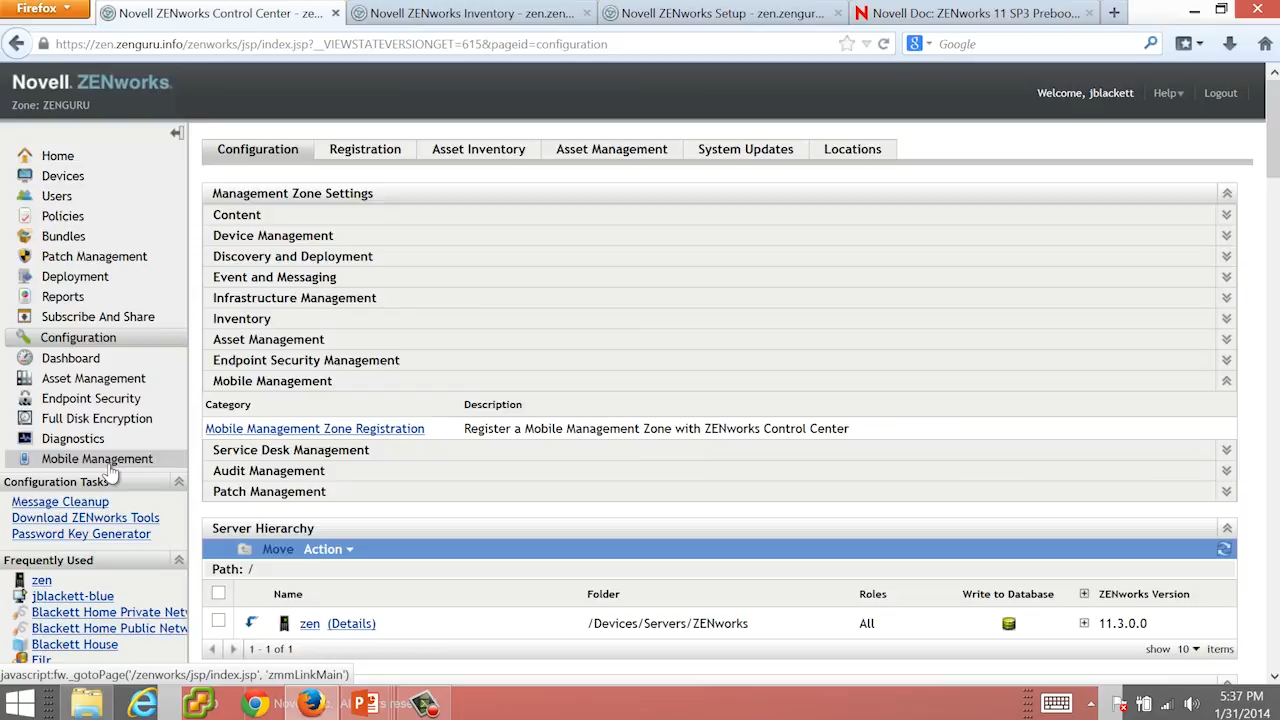 Firefox
Novell ZENworks Control Center - ze... ×
Novell ZENworks Inventory - zen.zen... ×
Novell ZENworks Setup - zen.zengur... ×
Novell Doc: ZENworks 11 SP3 Preboo... ×
https://zen.zenguru.info/zenworks/jsp/index.jsp?__VIEWSTATEVERSIONGET=615&pageid=configuration
Google
Novell. ZENworks.
Zone: ZENGURU
Welcome, jblackett Help Logout
Home
Devices
Users
Policies
Bundles
Patch Management
Deployment
Reports
Subscribe And Share
Configuration
Dashboard
Asset Management
Endpoint Security
Full Disk Encryption
Diagnostics
Mobile Management
Configuration Tasks
Message Cleanup
Download ZENworks Tools
Password Key Generator
Frequently Used
zen
jblackett-blue
Blackett Home Private Netw
Blackett Home Public Netw
Blackett House
Filr
Configuration Registration Asset Inventory Asset Management System Updates Locations
Management Zone Settings
Content
Device Management
Discovery and Deployment
Event and Messaging
Infrastructure Management
Inventory
Asset Management
Endpoint Security Management
Mobile Management
Category Description
Mobile Management Zone Registration Register a Mobile Management Zone with ZENworks Control Center
Service Desk Management
Audit Management
Patch Management
Server Hierarchy
Move Action
Path: /
Name Folder Roles Write to Database ZENworks Version
zen (Details) /Devices/Servers/ZENworks All 11.3.0.0
1 - 1 of 1 show 10 items
javascript:fw._gotoPage('/zenworks/jsp/index.jsp', 'zmmLinkMain')
5:37 PM
1/31/2014